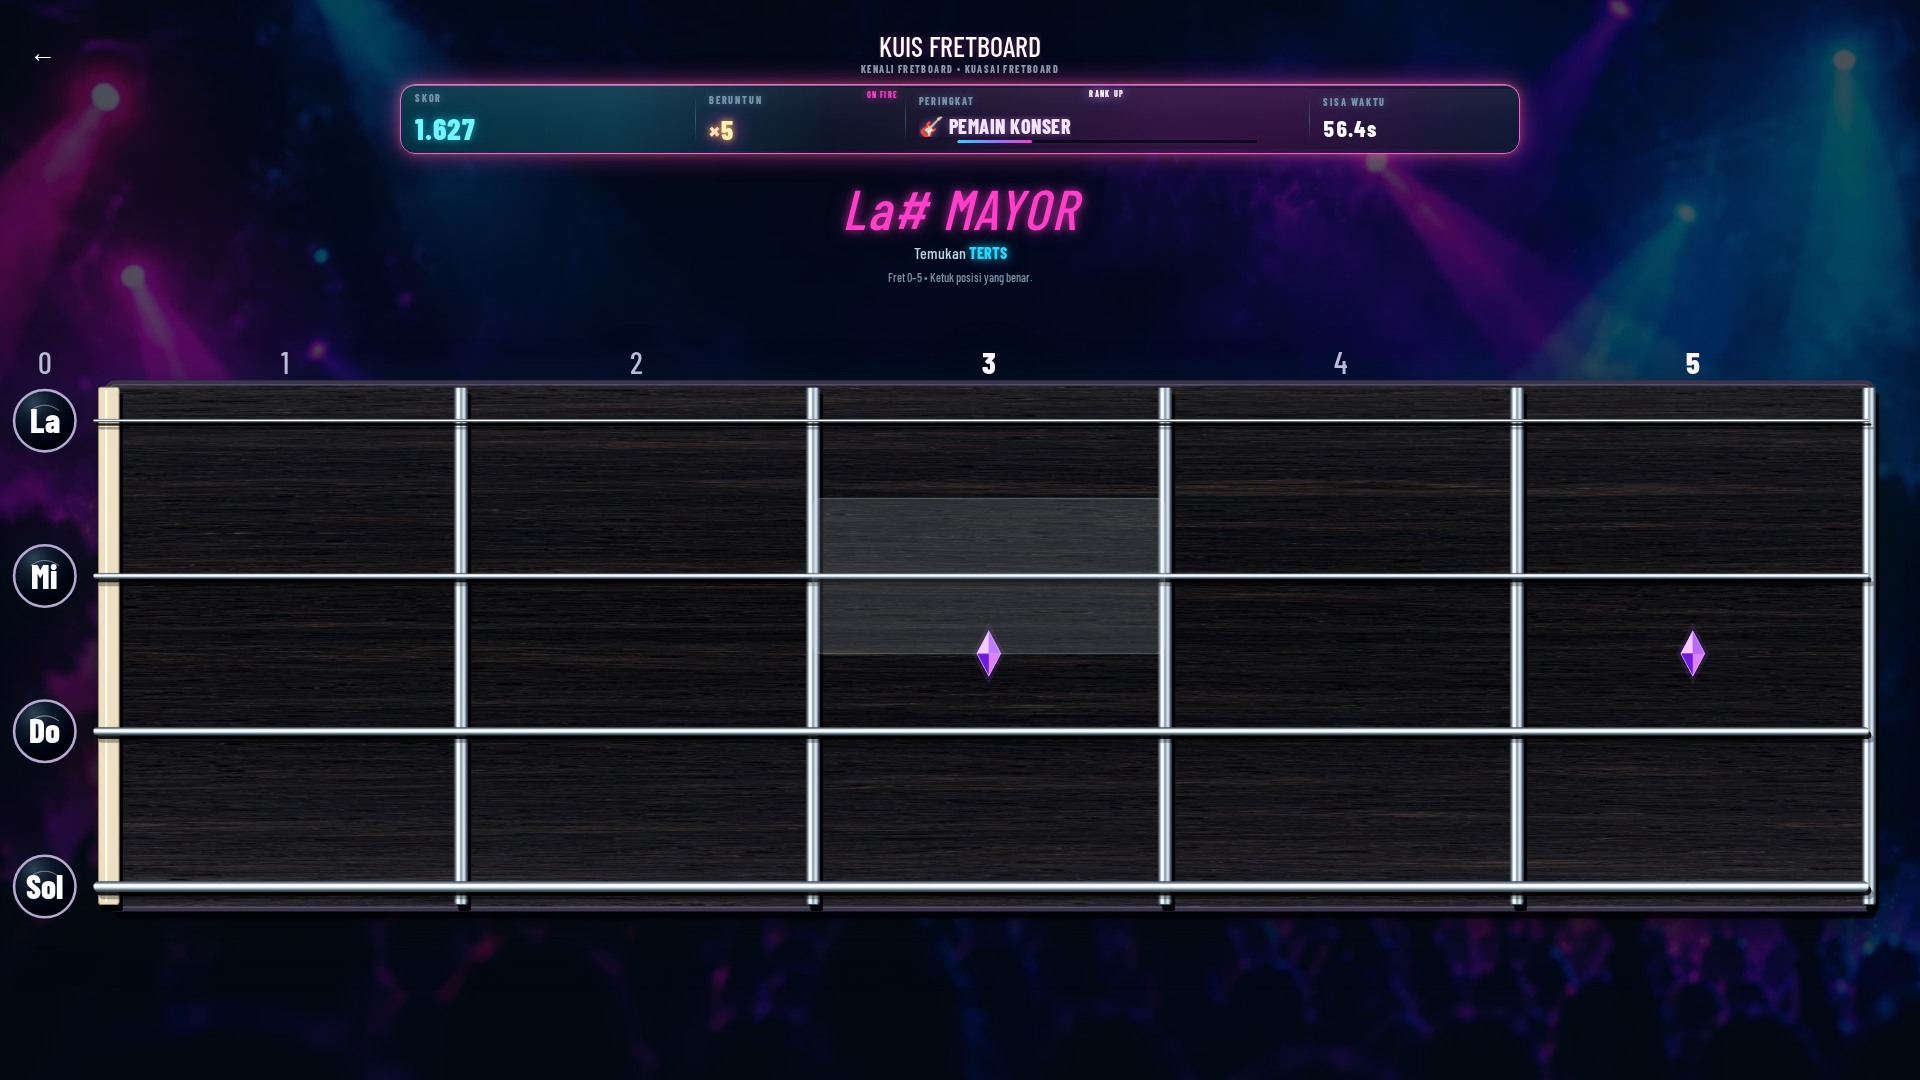 ←
KUIS FRETBOARD
KENALI FRETBOARD • KUASAI FRETBOARD
SKOR
1.627
BERUNTUN
×5
ON FIRE
PERINGKAT
RANK UP
🎸 PEMAIN KONSER
SISA WAKTU
56.4s
La# MAYOR
Temukan TERTS
Fret 0–5 • Ketuk posisi yang benar.
0 1 2 3 4 5
La
Mi
Do
Sol